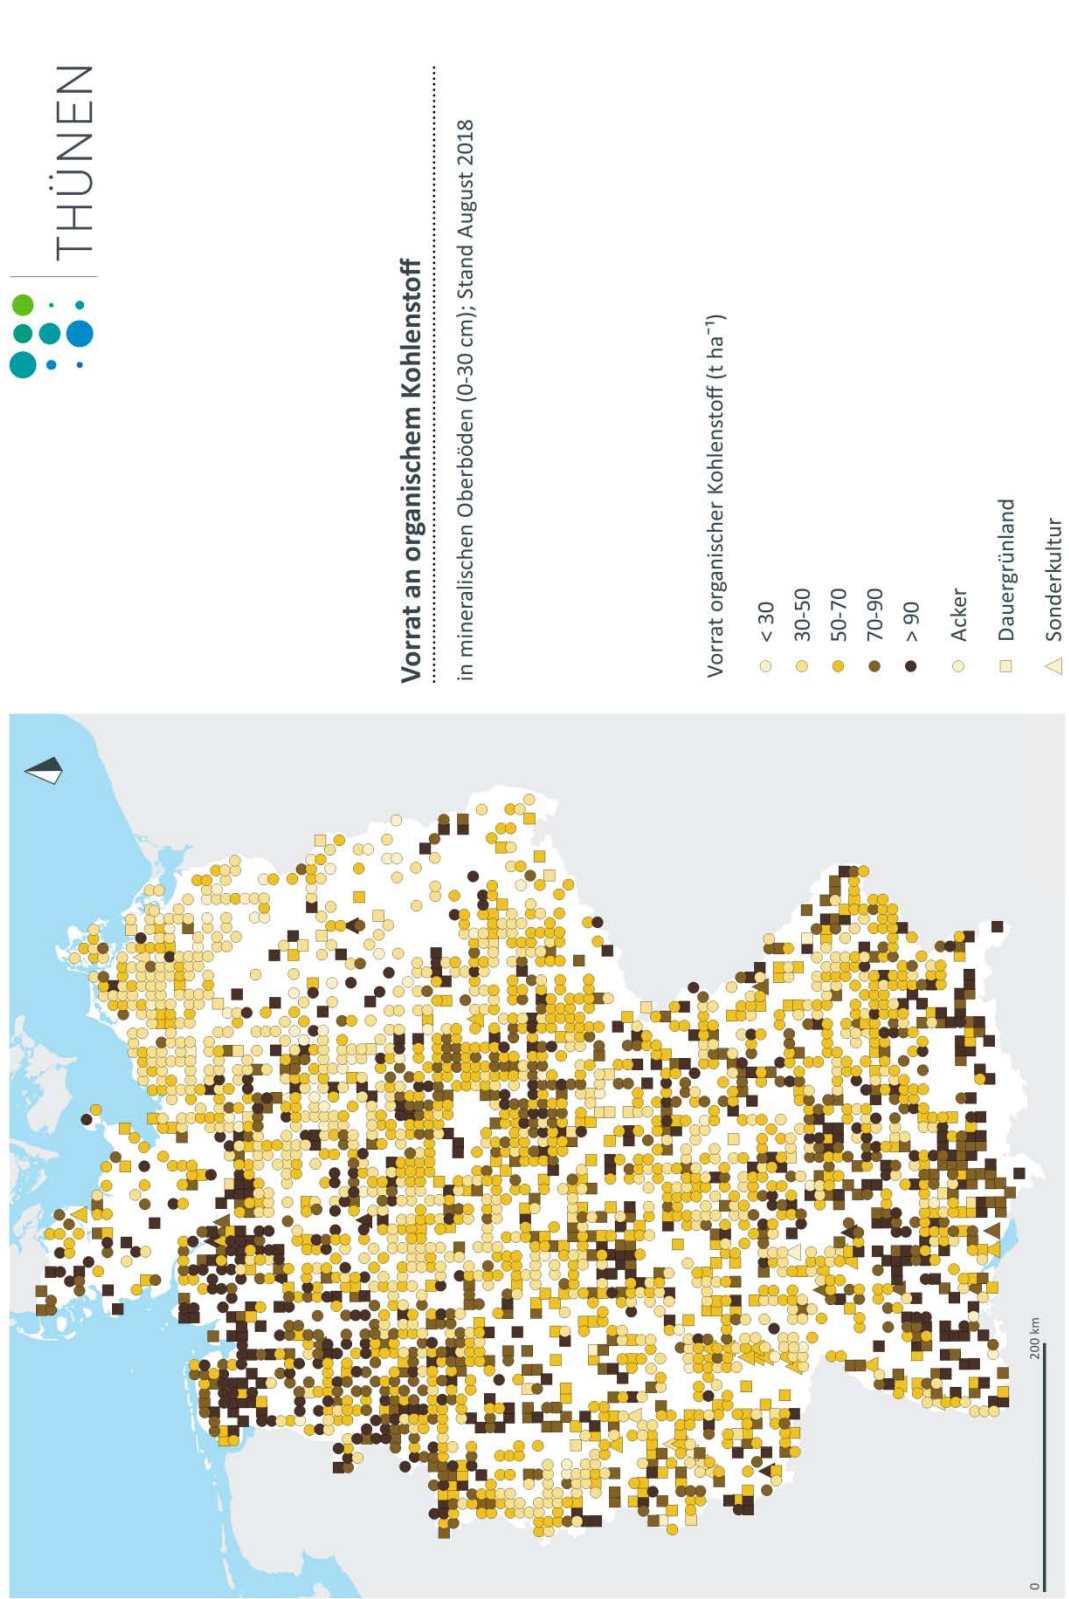 THÜNEN
Vorrat an organischem Kohlenstoff
in mineralischen Oberböden (0-30 cm); Stand August 2018
Vorrat organischer Kohlenstoff (t ha⁻¹)
< 30
30-50
50-70
70-90
> 90
Acker
Dauergrünland
Sonderkultur
0 200 km